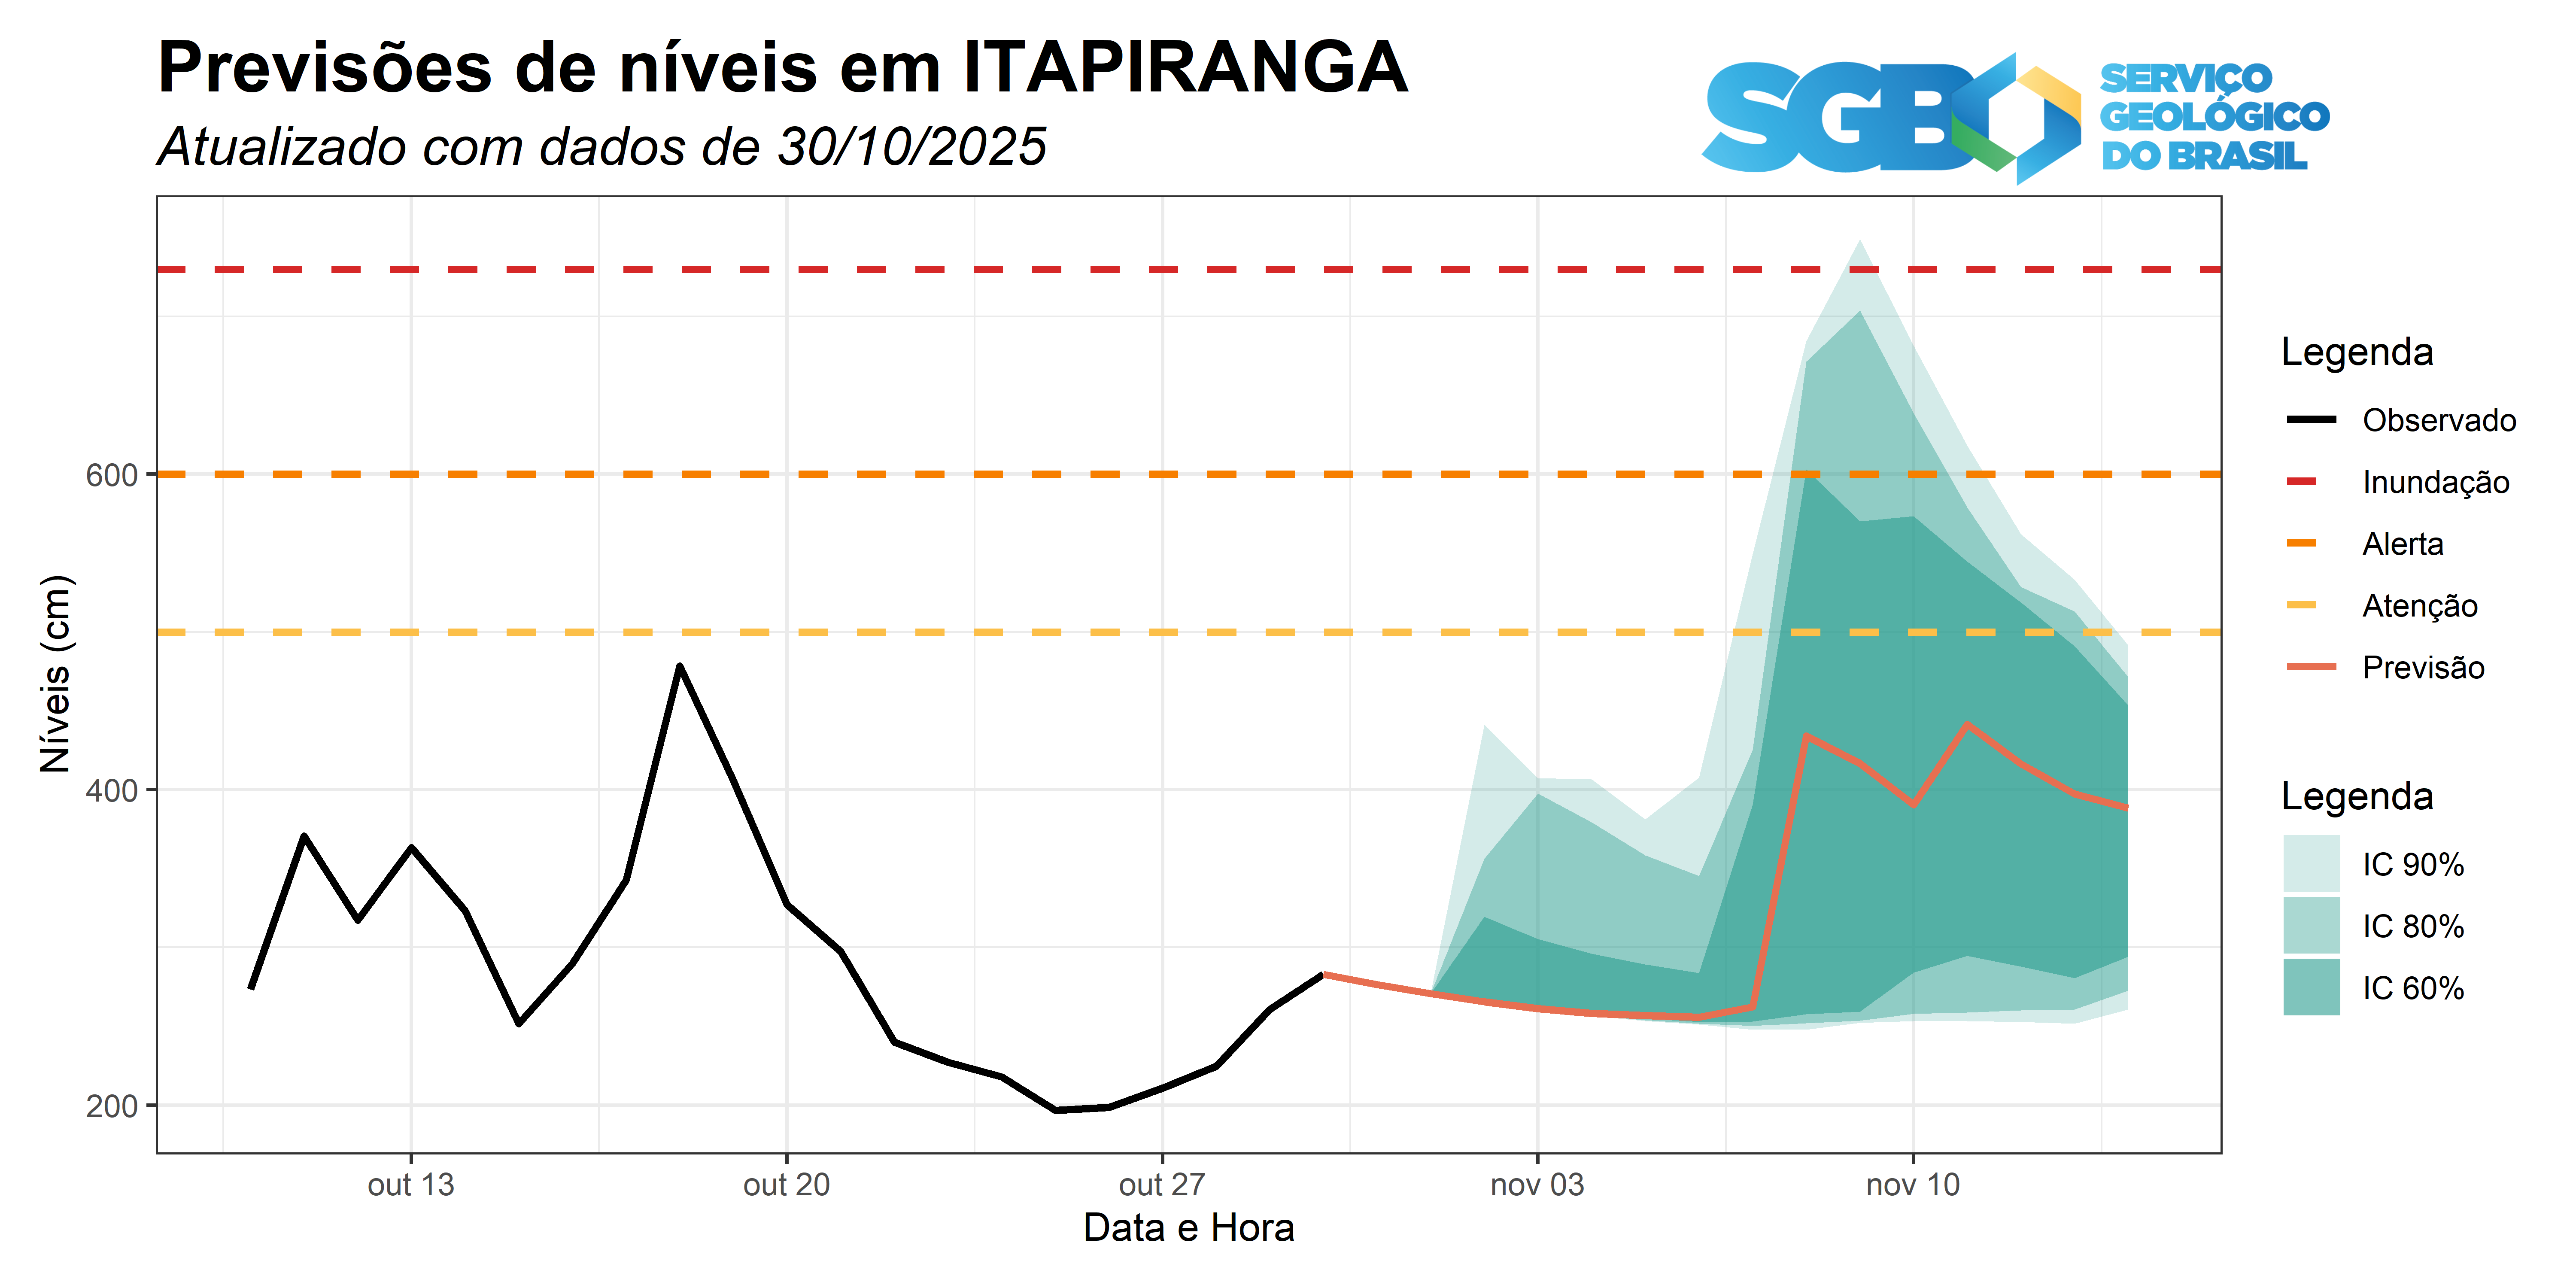 Previsões de níveis em ITAPIRANGA
Atualizado com dados de 30/10/2025
SGB
SERVIÇO
GEOLÓGICO
DO BRASIL
Níveis (cm)
600
400
200
out 13
out 20
out 27
nov 03
nov 10
Data e Hora
Legenda
Observado
Inundação
Alerta
Atenção
Previsão
Legenda
IC 90%
IC 80%
IC 60%